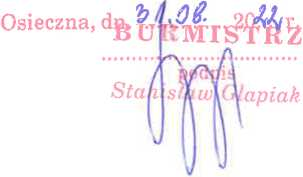 Osieczna, dn. 31.08. 2022 r.
BURMISTRZ
podpis
Stanisław Glapiak